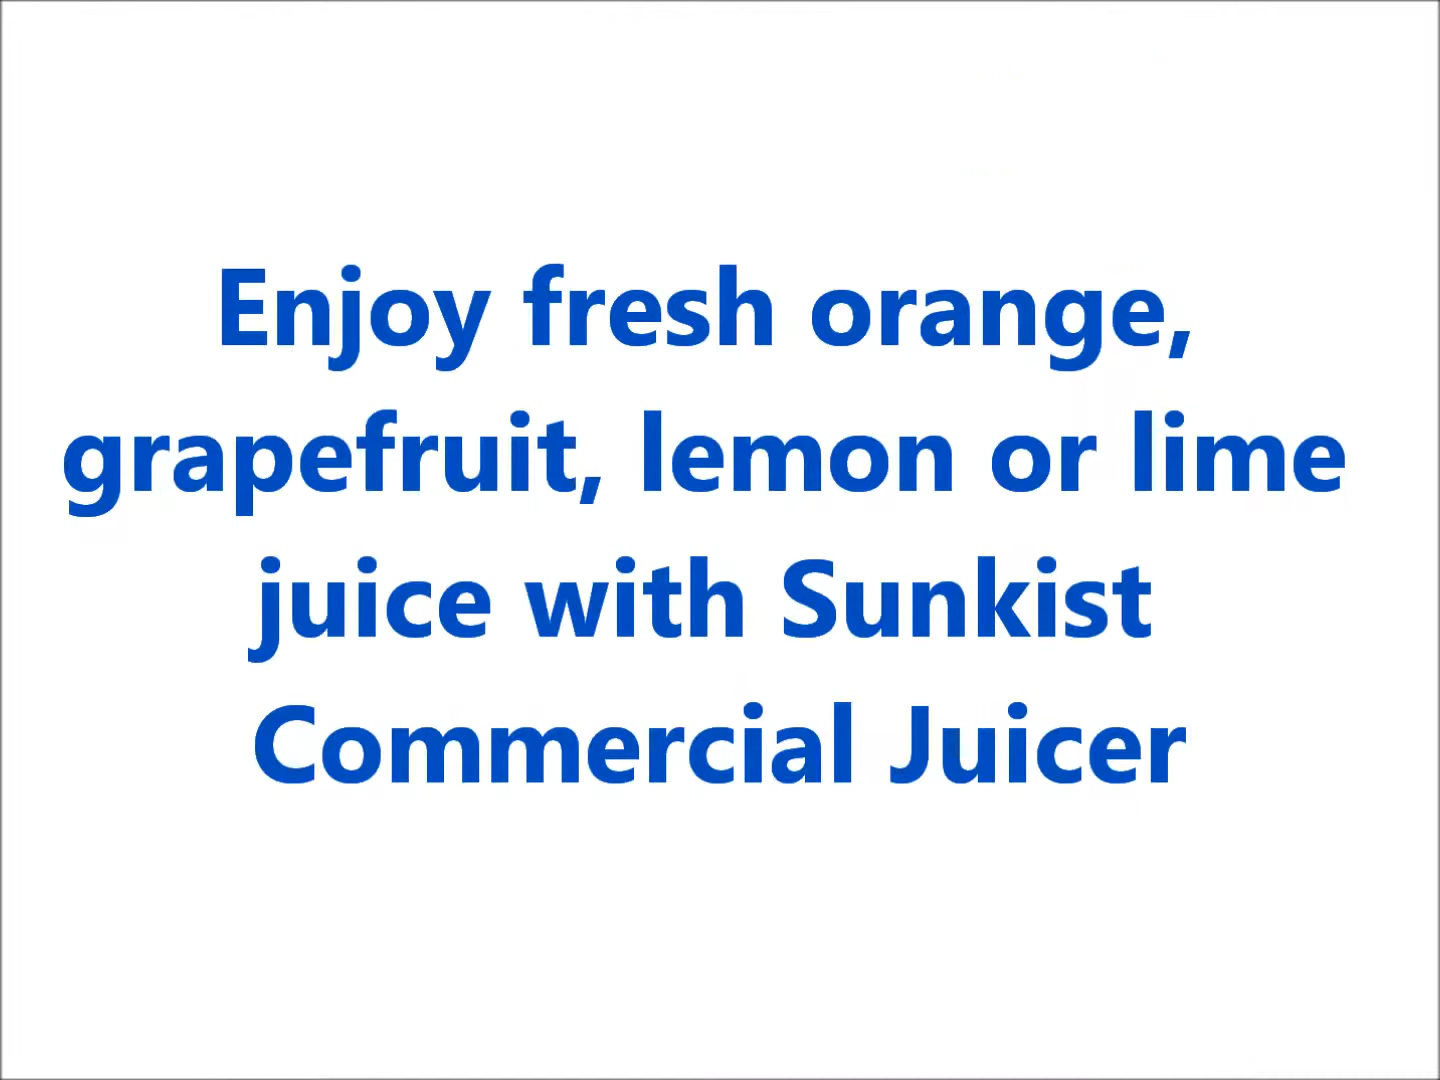 Enjoy fresh orange,
grapefruit, lemon or lime
juice with Sunkist
Commercial Juicer